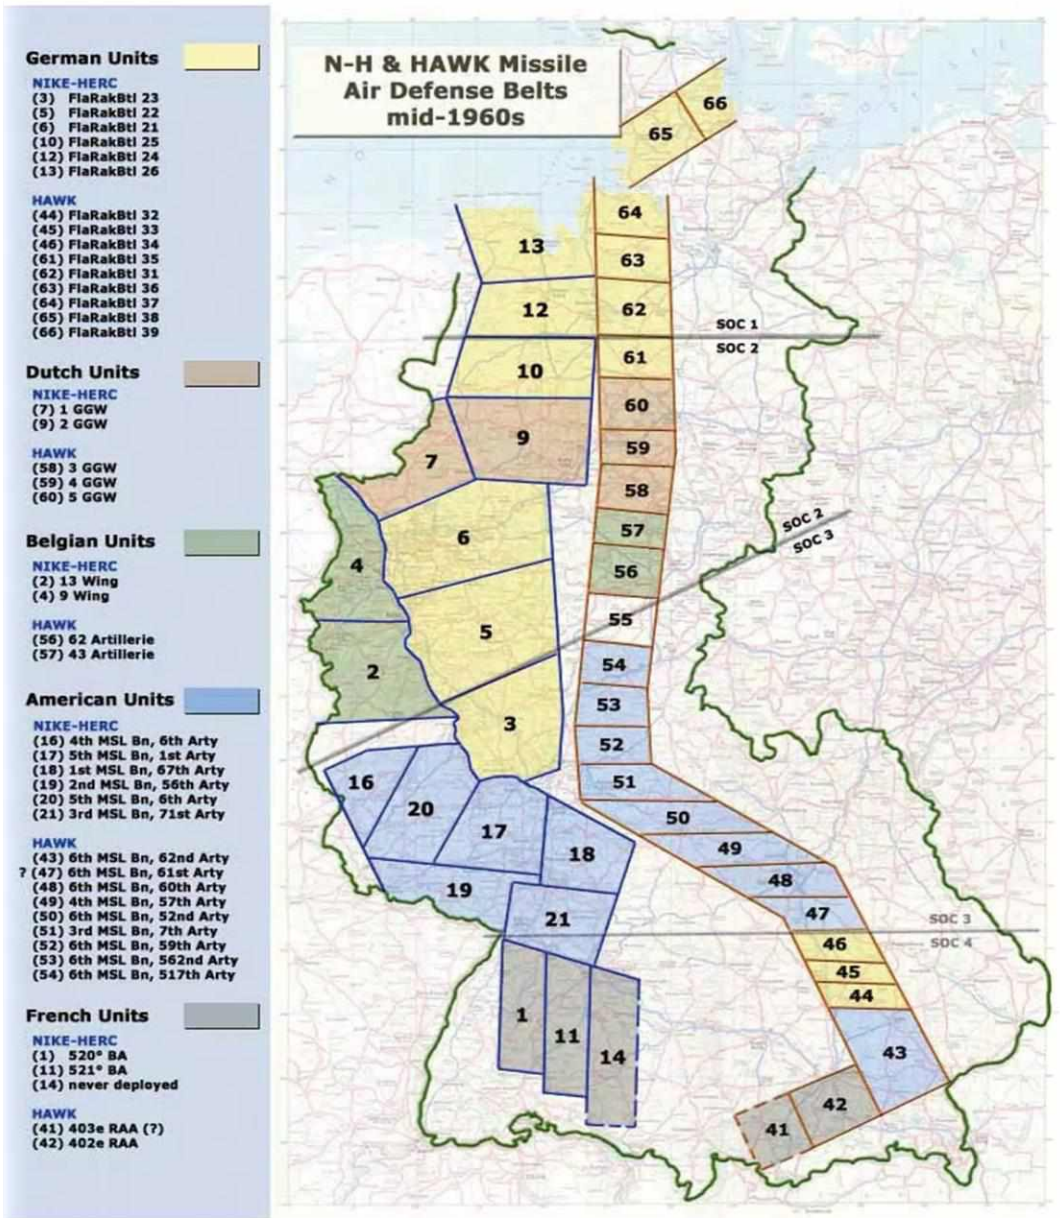 German Units
NIKE-HERC
(3) FlaRakBtl 23
(5) FlaRakBtl 22
(6) FlaRakBtl 21
(10) FlaRakBtl 25
(12) FlaRakBtl 24
(13) FlaRakBtl 26
HAWK
(44) FlaRakBtl 32
(45) FlaRakBtl 33
(46) FlaRakBtl 34
(61) FlaRakBtl 35
(62) FlaRakBtl 31
(63) FlaRakBtl 36
(64) FlaRakBtl 37
(65) FlaRakBtl 38
(66) FlaRakBtl 39
Dutch Units
NIKE-HERC
(7) 1 GGW
(9) 2 GGW
HAWK
(58) 3 GGW
(59) 4 GGW
(60) 5 GGW
Belgian Units
NIKE-HERC
(2) 13 Wing
(4) 9 Wing
HAWK
(56) 62 Artillerie
(57) 43 Artillerie
American Units
NIKE-HERC
(16) 4th MSL Bn, 6th Arty
(17) 5th MSL Bn, 1st Arty
(18) 1st MSL Bn, 67th Arty
(19) 2nd MSL Bn, 56th Arty
(20) 5th MSL Bn, 6th Arty
(21) 3rd MSL Bn, 71st Arty
HAWK
(43) 6th MSL Bn, 62nd Arty
? (47) 6th MSL Bn, 61st Arty
(48) 6th MSL Bn, 60th Arty
(49) 4th MSL Bn, 57th Arty
(50) 6th MSL Bn, 52nd Arty
(51) 3rd MSL Bn, 7th Arty
(52) 6th MSL Bn, 59th Arty
(53) 6th MSL Bn, 562nd Arty
(54) 6th MSL Bn, 517th Arty
French Units
NIKE-HERC
(1) 520° BA
(11) 521° BA
(14) never deployed
HAWK
(41) 403e RAA (?)
(42) 402e RAA
N-H & HAWK Missile
Air Defense Belts
mid-1960s
66
65
64
13
63
12
62
SOC 1
SOC 2
61
10
60
9
59
7
58
SOC 2
SOC 3
57
6
4
56
55
5
54
2
53
3
52
51
16
20
50
17
49
18
48
19
47
21
SOC 3
SOC 4
46
45
44
1
11
43
14
42
41